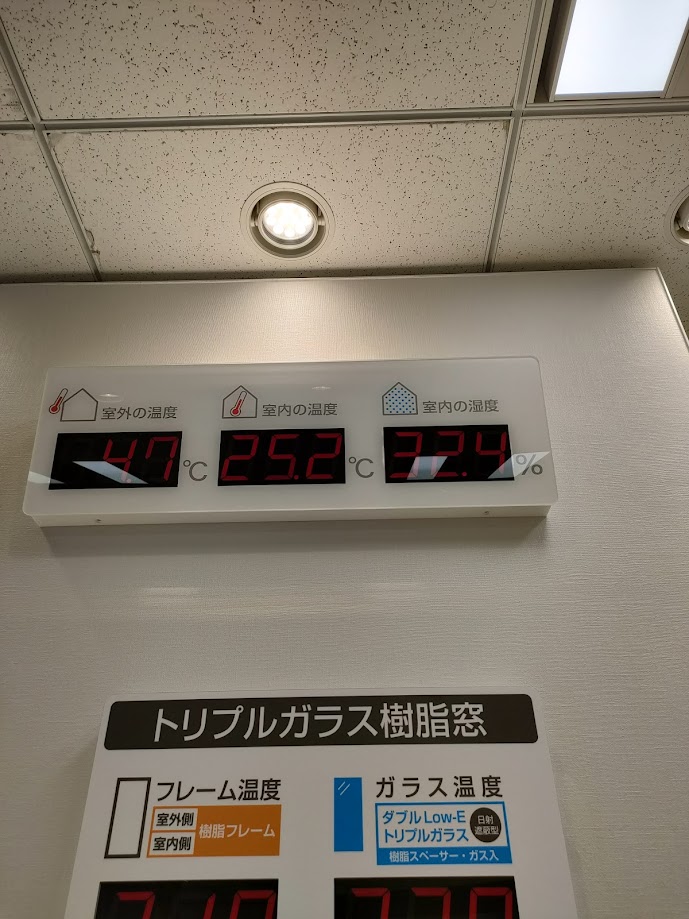 室外の温度
室内の温度
室内の湿度
4.7℃
25.2℃
32.4%
トリプルガラス樹脂窓
フレーム温度
室外側
室内側
樹脂フレーム
ガラス温度
ダブルLow-E
トリプルガラス
日射
遮蔽型
樹脂スペーサー・ガス入